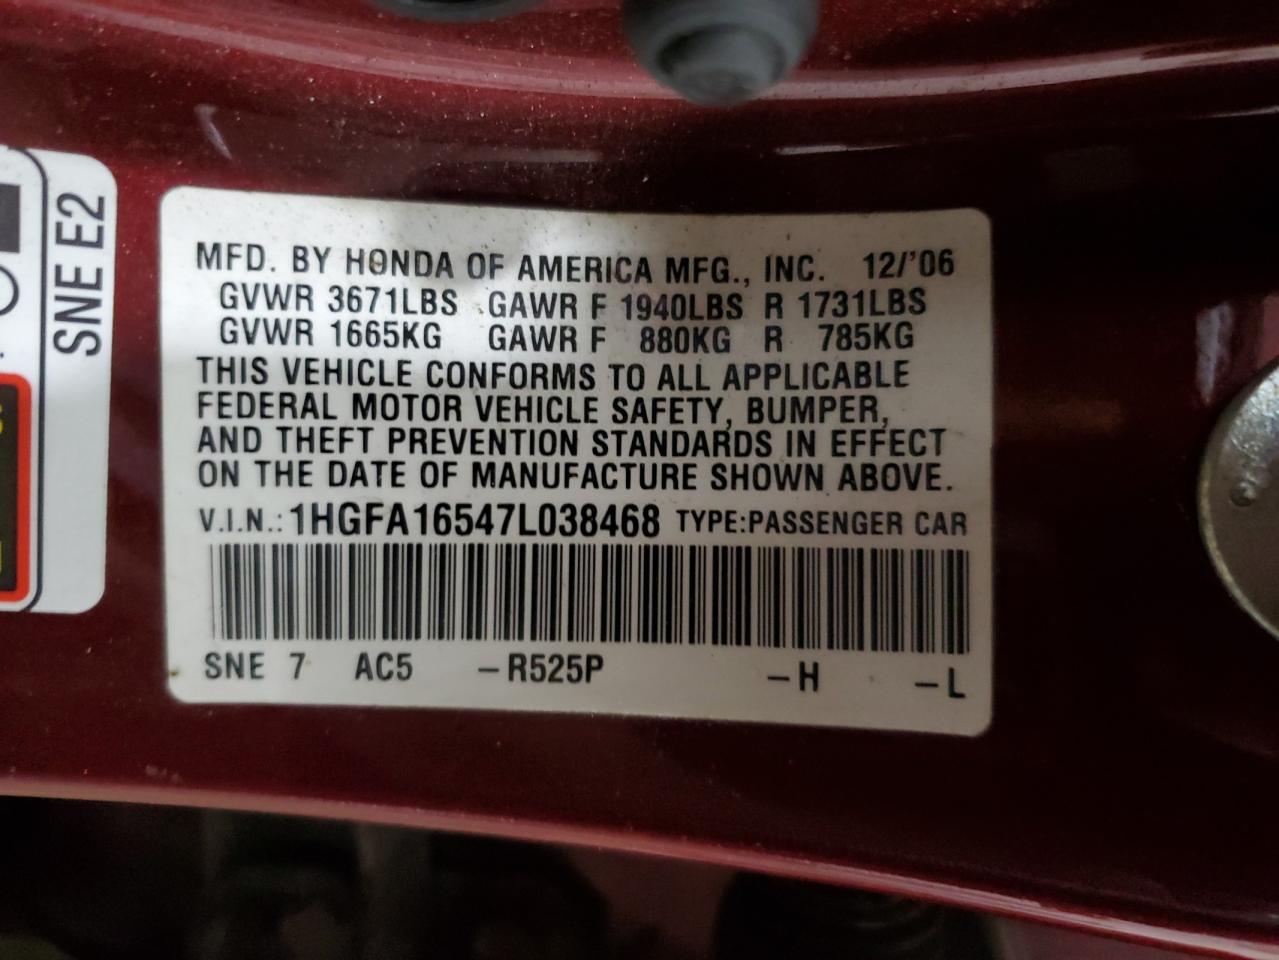 SNE E2
MFD. BY HONDA OF AMERICA MFG., INC. 12/'06
GVWR 3671LBS GAWR F 1940LBS R 1731LBS
GVWR 1665KG GAWR F 880KG R 785KG
THIS VEHICLE CONFORMS TO ALL APPLICABLE
FEDERAL MOTOR VEHICLE SAFETY, BUMPER,
AND THEFT PREVENTION STANDARDS IN EFFECT
ON THE DATE OF MANUFACTURE SHOWN ABOVE.
V.I.N.: 1HGFA16547L038468 TYPE:PASSENGER CAR
SNE 7 AC5 -R525P -H -L